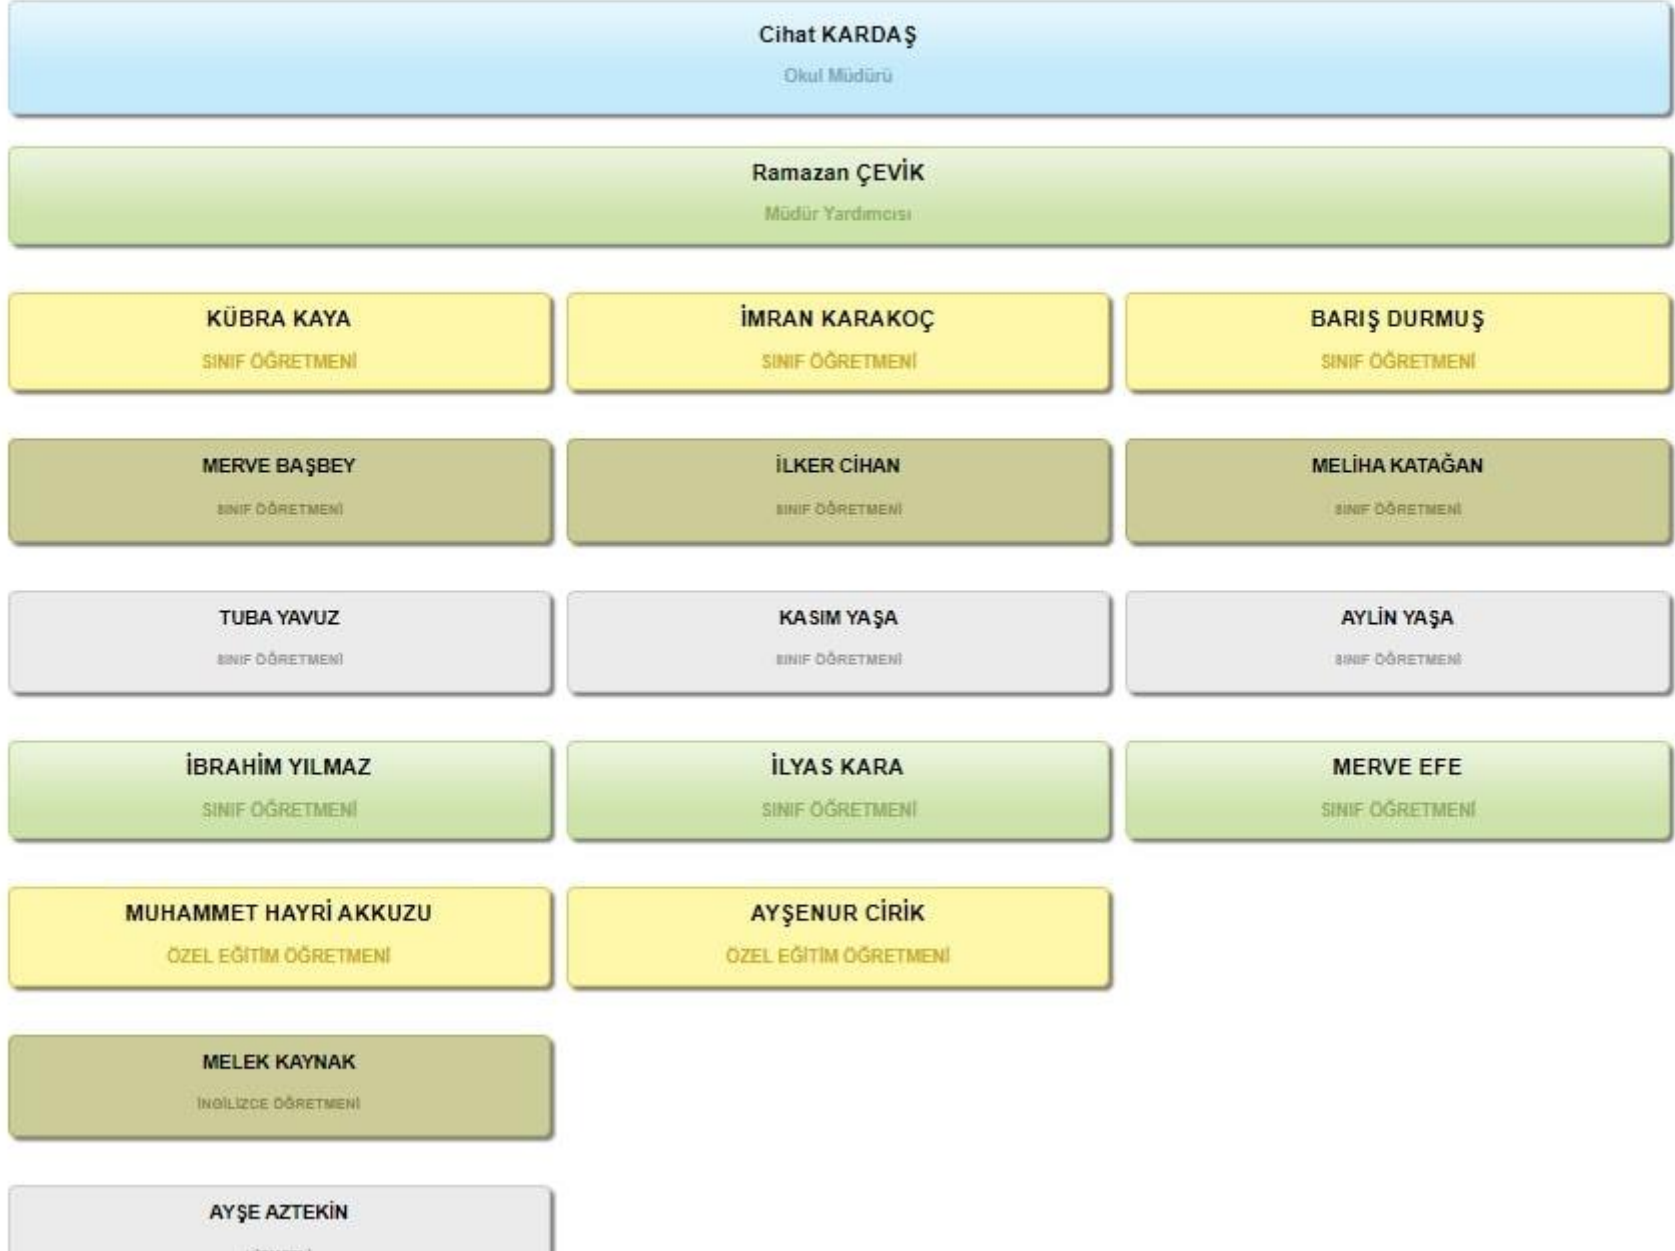 Cihat KARDAŞ
Okul Müdürü
Ramazan ÇEVİK
Müdür Yardımcısı
KÜBRA KAYA
SINIF ÖĞRETMENİ
İMRAN KARAKOÇ
SINIF ÖĞRETMENİ
BARIŞ DURMUŞ
SINIF ÖĞRETMENİ
MERVE BAŞBEY
SINIF ÖĞRETMENİ
İLKER CİHAN
SINIF ÖĞRETMENİ
MELİHA KATAĞAN
SINIF ÖĞRETMENİ
TUBA YAVUZ
SINIF ÖĞRETMENİ
KASIM YAŞA
SINIF ÖĞRETMENİ
AYLİN YAŞA
SINIF ÖĞRETMENİ
İBRAHİM YILMAZ
SINIF ÖĞRETMENİ
İLYAS KARA
SINIF ÖĞRETMENİ
MERVE EFE
SINIF ÖĞRETMENİ
MUHAMMET HAYRİ AKKUZU
ÖZEL EĞİTİM ÖĞRETMENİ
AYŞENUR CİRİK
ÖZEL EĞİTİM ÖĞRETMENİ
MELEK KAYNAK
İNGİLİZCE ÖĞRETMENİ
AYŞE AZTEKİN